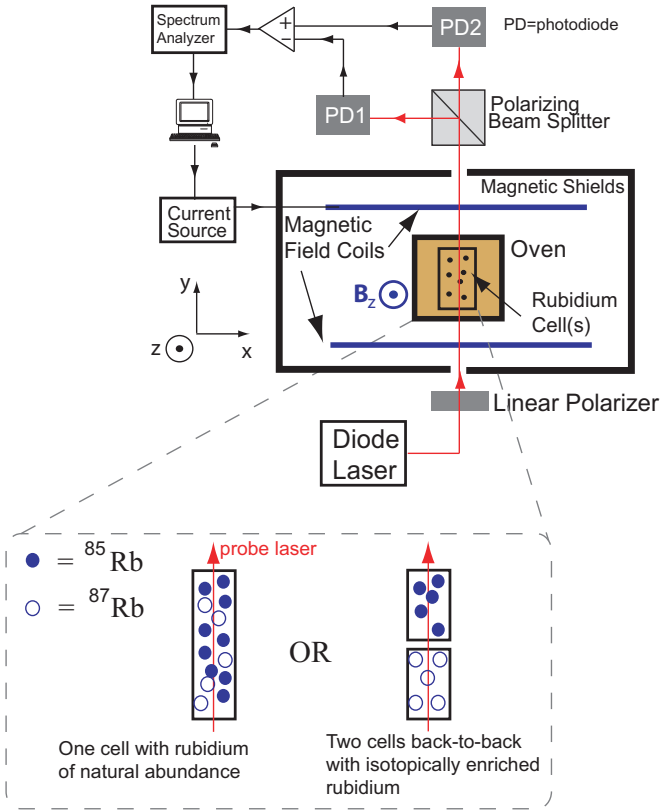 Spectrum
Analyzer
+
−
PD2
PD=photodiode
PD1
Polarizing
Beam Splitter
Magnetic Shields
Current
Source
Magnetic
Field Coils
Oven
y
Bz
Rubidium
Cell(s)
z
x
Linear Polarizer
Diode
Laser
probe laser
= ⁸⁵Rb
= ⁸⁷Rb
OR
One cell with rubidium
of natural abundance
Two cells back-to-back
with isotopically enriched
rubidium